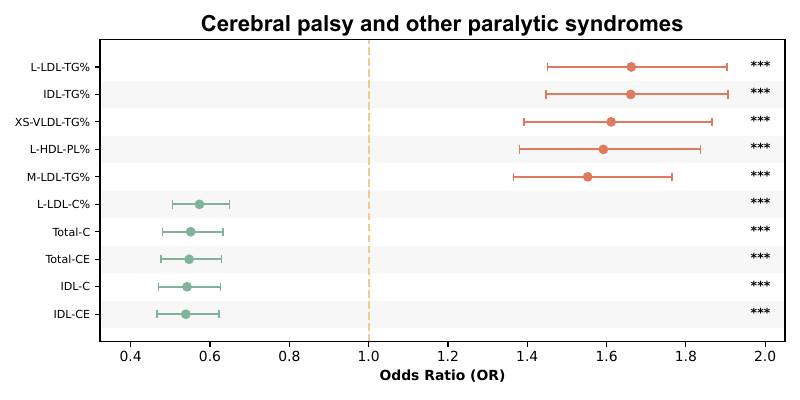 Cerebral palsy and other paralytic syndromes
L-LDL-TG% ***
IDL-TG% ***
XS-VLDL-TG% ***
L-HDL-PL% ***
M-LDL-TG% ***
L-LDL-C% ***
Total-C ***
Total-CE ***
IDL-C ***
IDL-CE ***
0.4 0.6 0.8 1.0 1.2 1.4 1.6 1.8 2.0
Odds Ratio (OR)